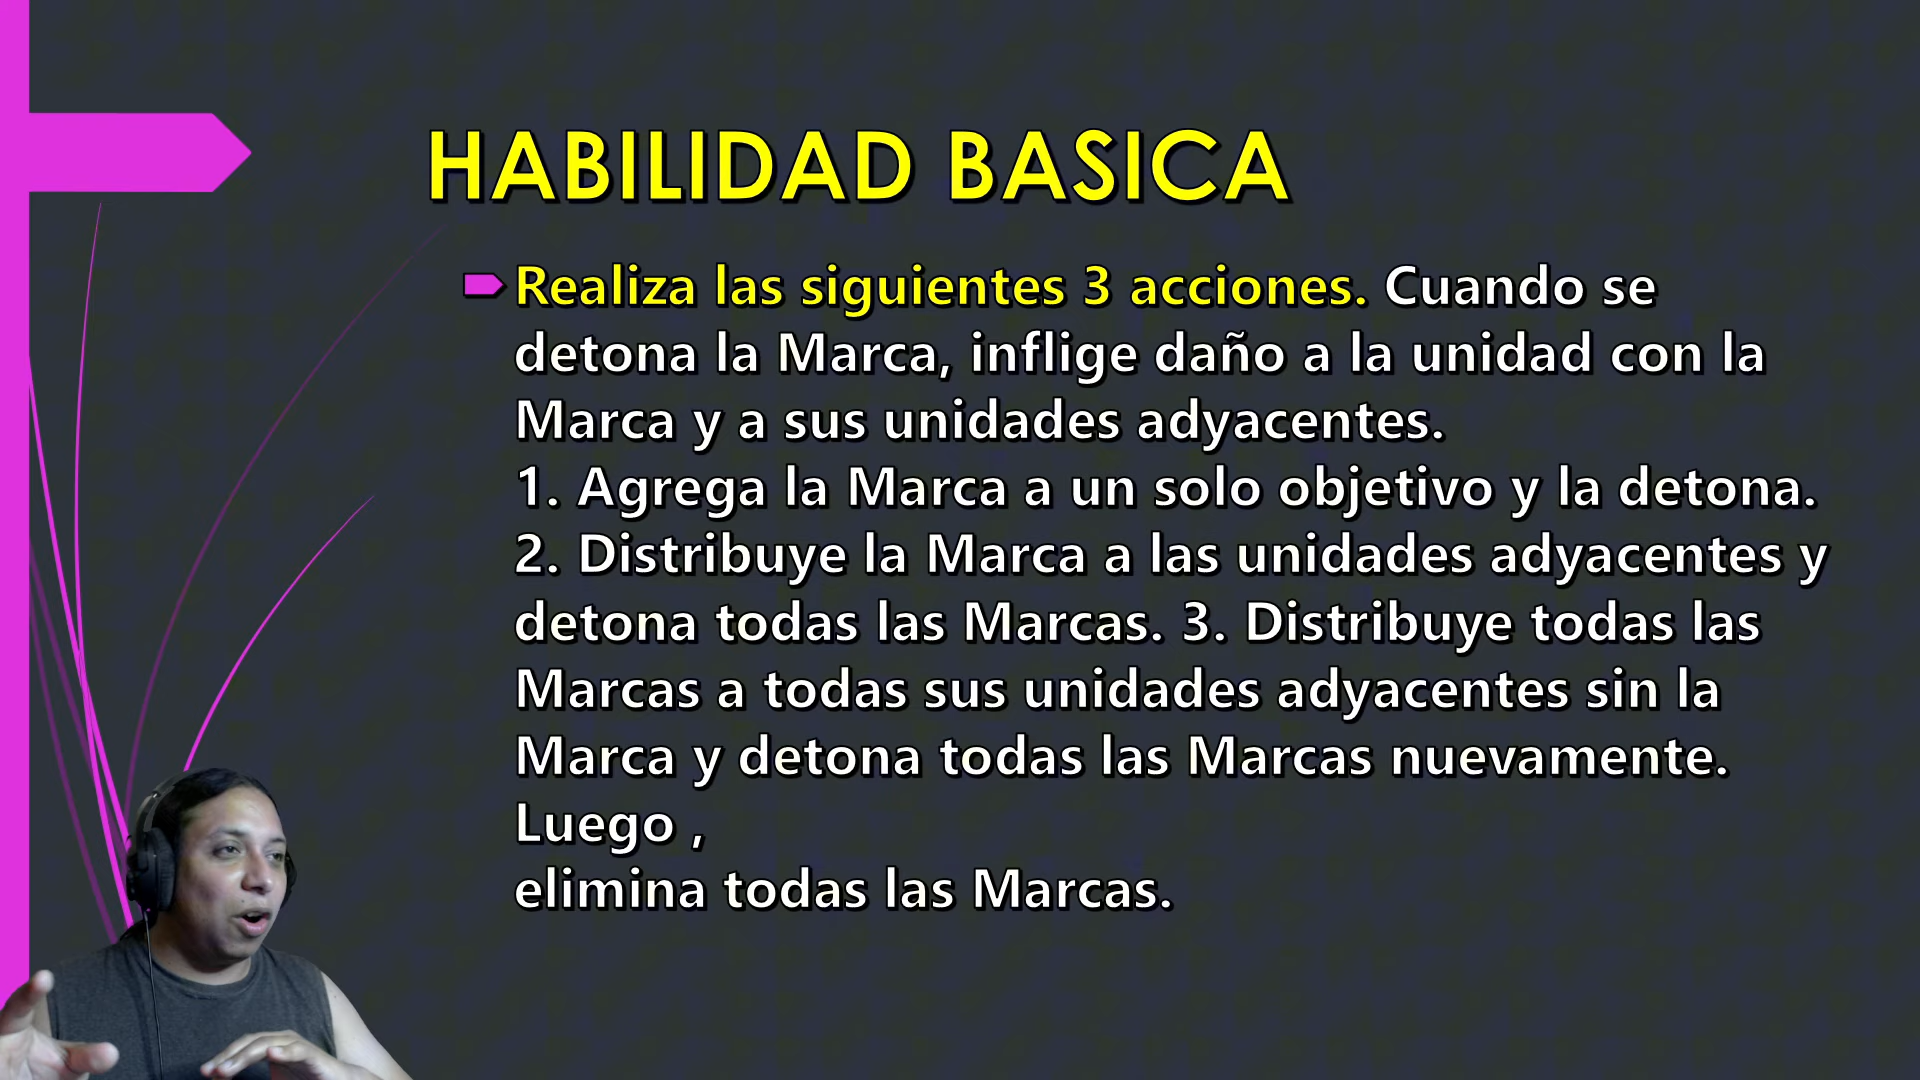 HABILIDAD BASICA
Realiza las siguientes 3 acciones. Cuando se
detona la Marca, inflige daño a la unidad con la
Marca y a sus unidades adyacentes.
1. Agrega la Marca a un solo objetivo y la detona.
2. Distribuye la Marca a las unidades adyacentes y
detona todas las Marcas. 3. Distribuye todas las
Marcas a todas sus unidades adyacentes sin la
Marca y detona todas las Marcas nuevamente.
Luego ,
elimina todas las Marcas.